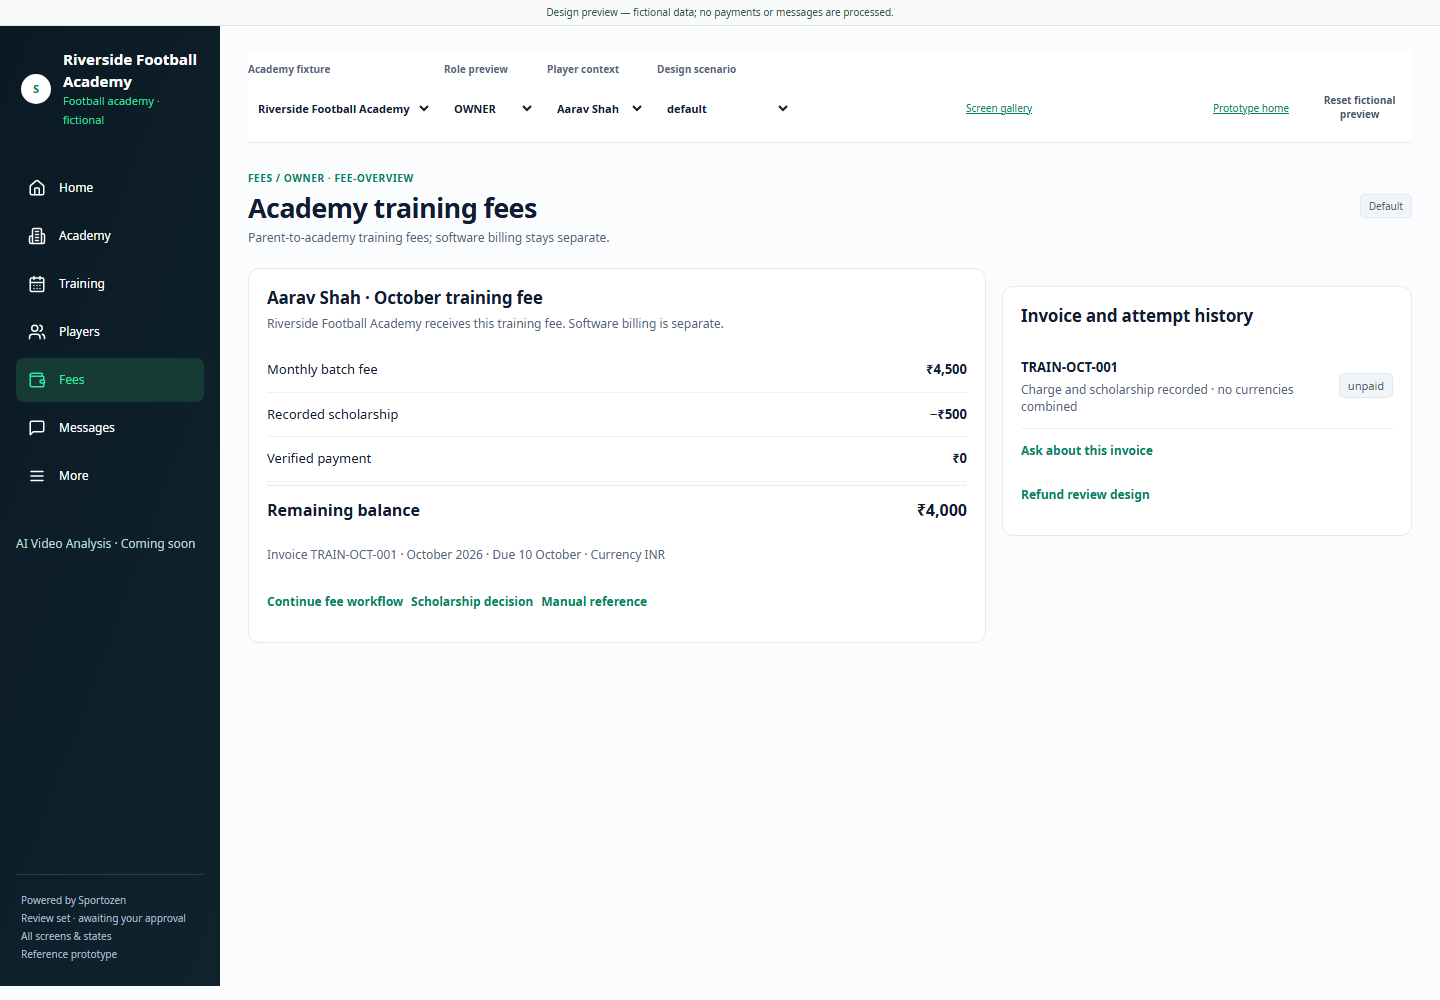 Design preview — fictional data; no payments or messages are processed.
Riverside Football
Academy
S
Football academy ·
fictional
Home
Academy
Training
Players
Fees
Messages
More
AI Video Analysis · Coming soon
Powered by Sportozen
Review set · awaiting your approval
All screens & states
Reference prototype
Academy fixture
Role preview
Player context
Design scenario
Riverside Football Academy
OWNER
Aarav Shah
default
Screen gallery
Prototype home
Reset fictional
preview
FEES / OWNER · FEE-OVERVIEW
Academy training fees
Default
Parent-to-academy training fees; software billing stays separate.
Aarav Shah · October training fee
Riverside Football Academy receives this training fee. Software billing is separate.
Monthly batch fee ₹4,500
Recorded scholarship −₹500
Verified payment ₹0
Remaining balance ₹4,000
Invoice TRAIN-OCT-001 · October 2026 · Due 10 October · Currency INR
Continue fee workflow Scholarship decision Manual reference
Invoice and attempt history
TRAIN-OCT-001
Charge and scholarship recorded · no currencies
combined
unpaid
Ask about this invoice
Refund review design